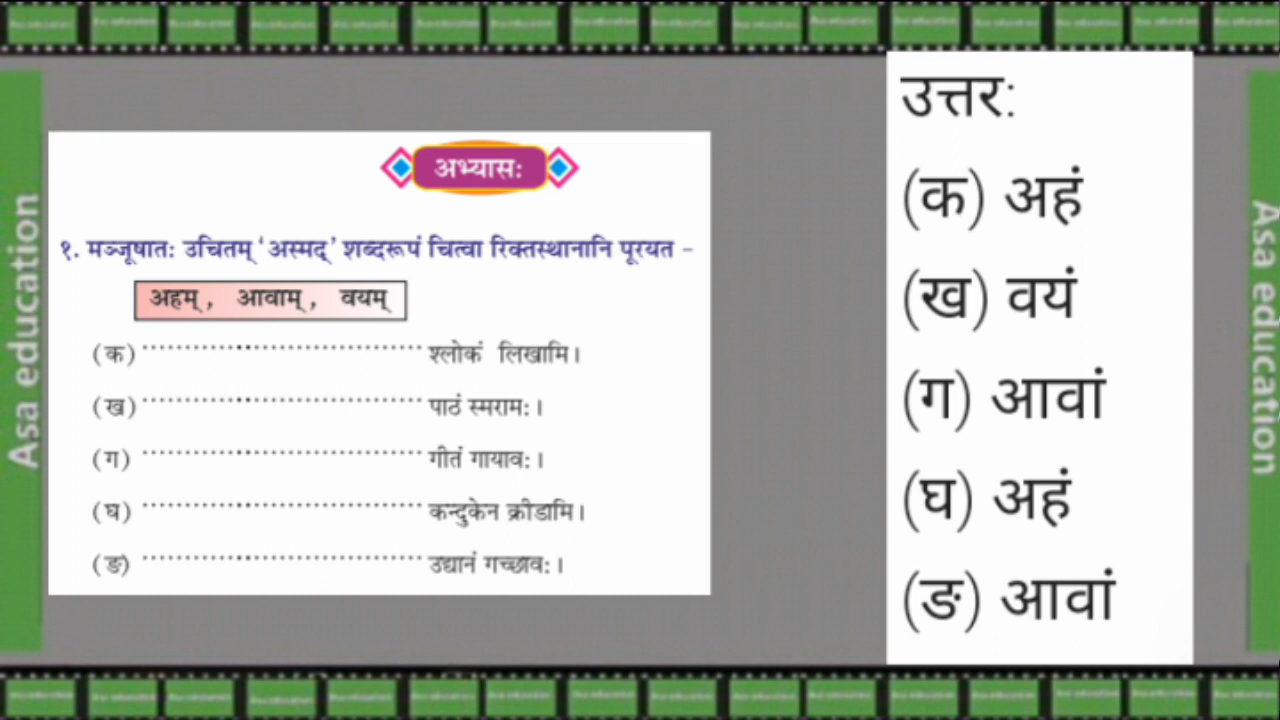 Asa education
अभ्यासः
१. मञ्जूषातः उचितम् 'अस्मद्' शब्दरूपं चित्वा रिक्तस्थानानि पूरयत –
अहम् , आवाम् , वयम्
(क) ........................................ श्लोकं लिखामि।
(ख) ........................................ पाठं स्मरामः।
(ग) ........................................ गीतं गायावः।
(घ) ........................................ कन्दुकेन क्रीडामि।
(ङ) ........................................ उद्यानं गच्छावः।
उत्तर:
(क) अहं
(ख) वयं
(ग) आवां
(घ) अहं
(ङ) आवां
Asa education